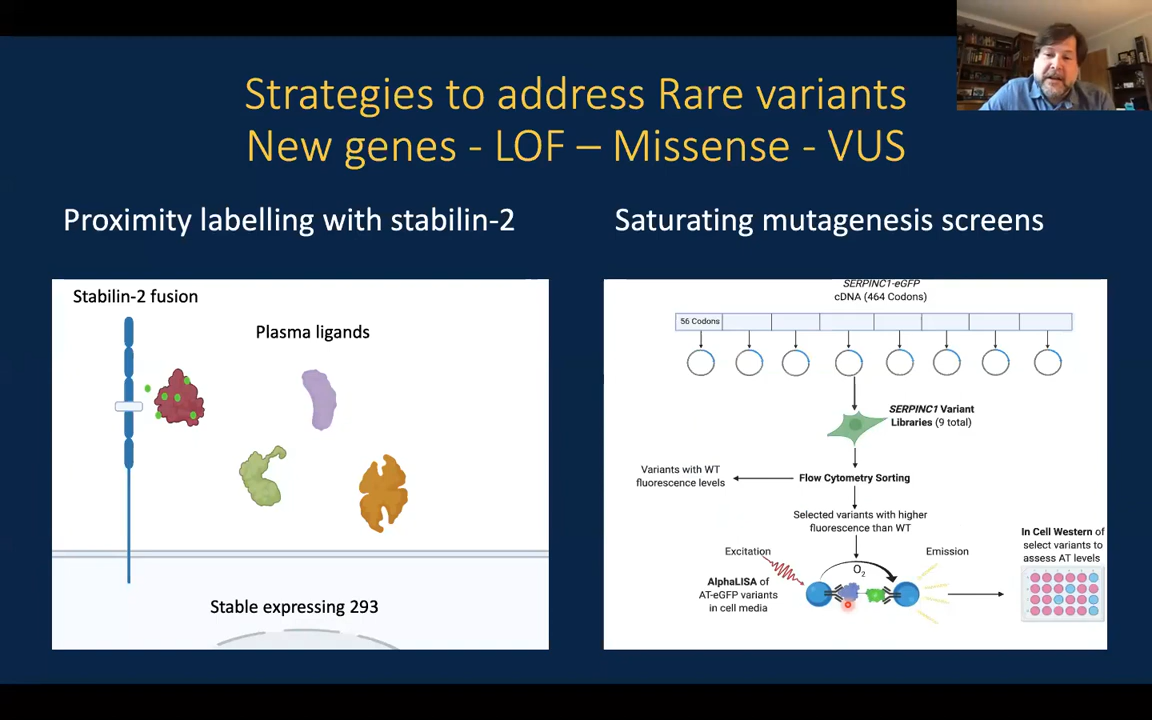 Strategies to address Rare variants
New genes - LOF – Missense - VUS
Proximity labelling with stabilin-2
Stabilin-2 fusion
Plasma ligands
Stable expressing 293
Saturating mutagenesis screens
SERPINC1-eGFP
cDNA (464 Codons)
56 Codons
SERPINC1 Variant
Libraries (9 total)
Variants with WT
fluorescence levels
Flow Cytometry Sorting
Selected variants with higher
fluorescence than WT
Excitation
O2
Emission
AlphaLISA of
AT-eGFP variants
in cell media
In Cell Western of
select variants to
assess AT levels